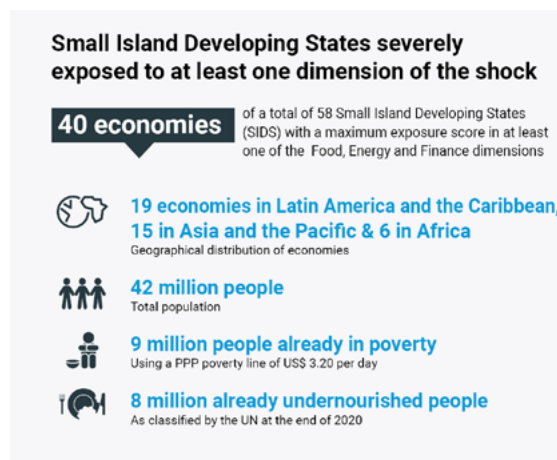 Small Island Developing States severely
exposed to at least one dimension of the shock
40 economies
of a total of 58 Small Island Developing States
(SIDS) with a maximum exposure score in at least
one of the Food, Energy and Finance dimensions
19 economies in Latin America and the Caribbean,
15 in Asia and the Pacific & 6 in Africa
Geographical distribution of economies
42 million people
Total population
9 million people already in poverty
Using a PPP poverty line of US$ 3.20 per day
8 million already undernourished people
As classified by the UN at the end of 2020